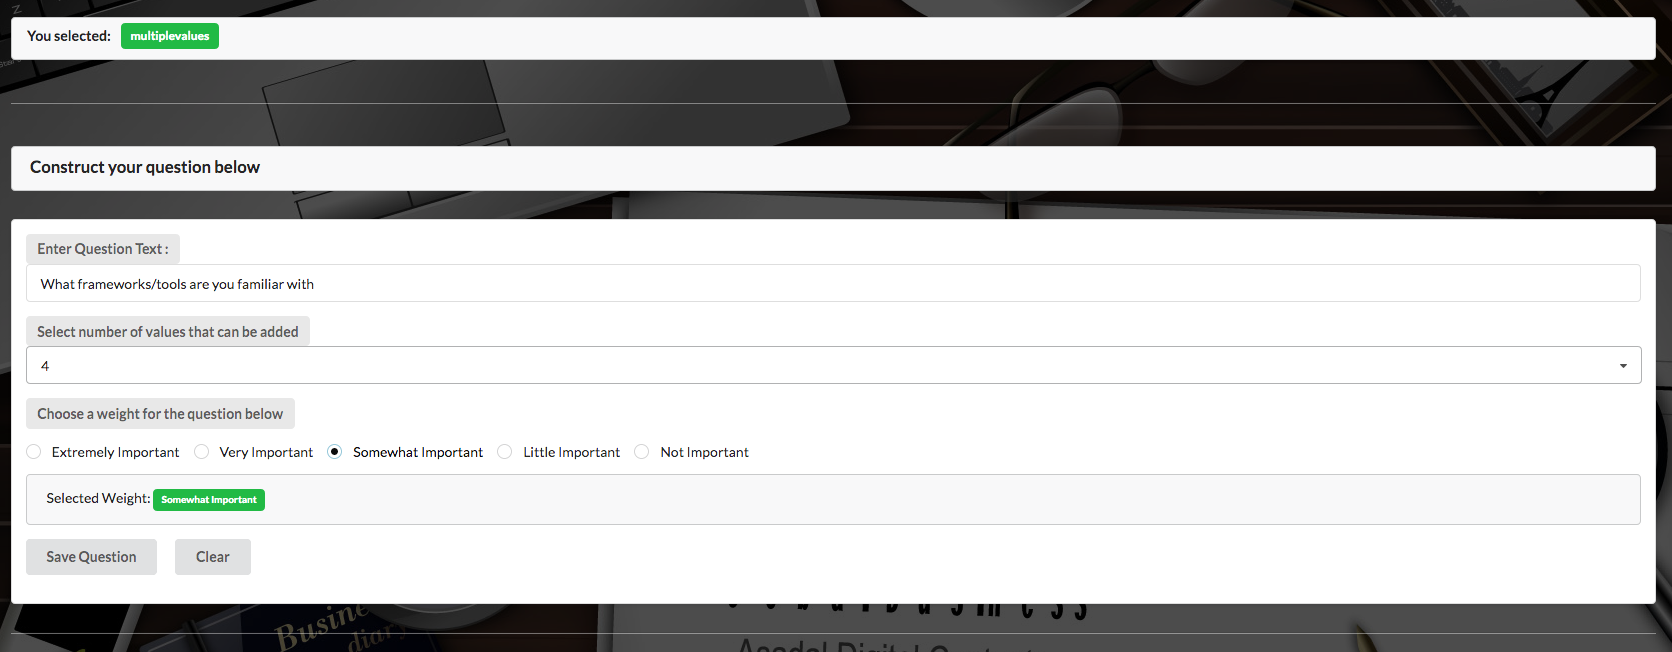 You selected: multiplevalues
Construct your question below
Enter Question Text :
What frameworks/tools are you familiar with
Select number of values that can be added
4
Choose a weight for the question below
Extremely Important Very Important Somewhat Important Little Important Not Important
Selected Weight: Somewhat Important
Save Question Clear
Busine
diary